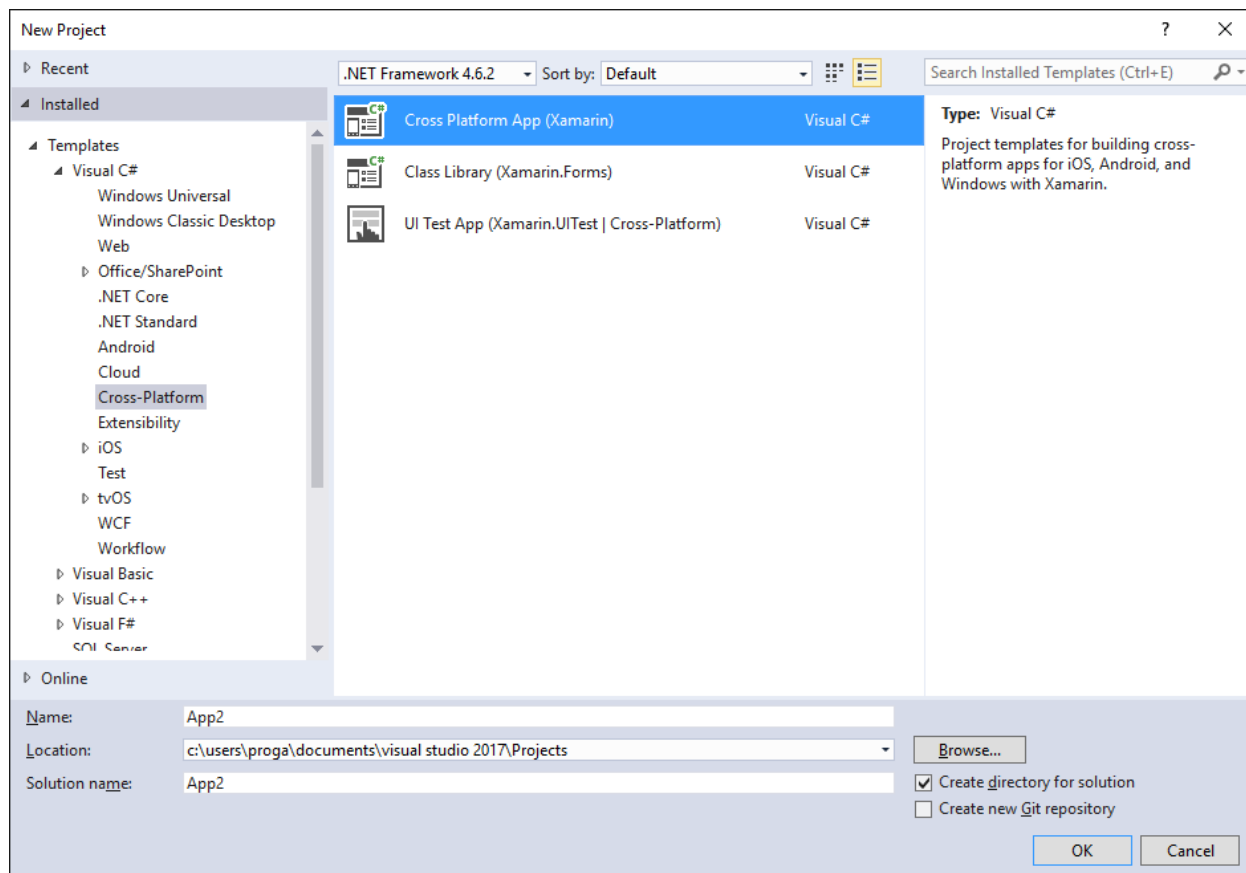 New Project
?
Recent
.NET Framework 4.6.2
Sort by: Default
Search Installed Templates (Ctrl+E)
Installed
Templates
Visual C#
Windows Universal
Windows Classic Desktop
Web
Office/SharePoint
.NET Core
.NET Standard
Android
Cloud
Cross-Platform
Extensibility
iOS
Test
tvOS
WCF
Workflow
Visual Basic
Visual C++
Visual F#
SQL Server
Online
C# Cross Platform App (Xamarin) Visual C#
C# Class Library (Xamarin.Forms) Visual C#
UI Test App (Xamarin.UITest | Cross-Platform) Visual C#
Type: Visual C#
Project templates for building cross-
platform apps for iOS, Android, and
Windows with Xamarin.
Name: App2
Location: c:\users\proga\documents\visual studio 2017\Projects
Browse...
Solution name: App2
Create directory for solution
Create new Git repository
OK
Cancel